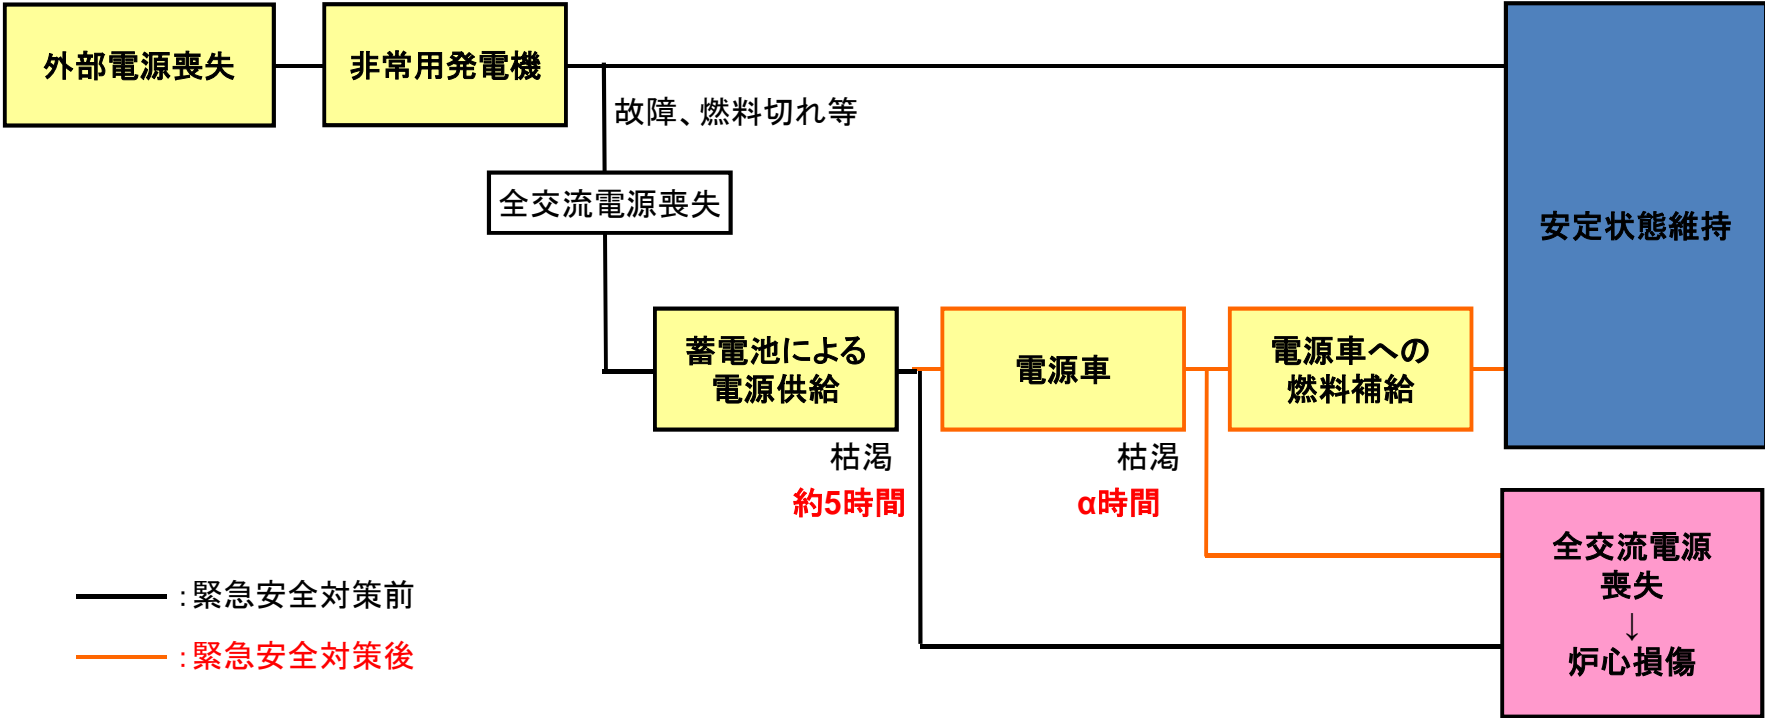 外部電源喪失
非常用発電機
故障、燃料切れ等
全交流電源喪失
安定状態維持
蓄電池による
電源供給
電源車
電源車への
燃料補給
枯渇
約5時間
枯渇
α時間
全交流電源
喪失
↓
炉心損傷
:緊急安全対策前
:緊急安全対策後